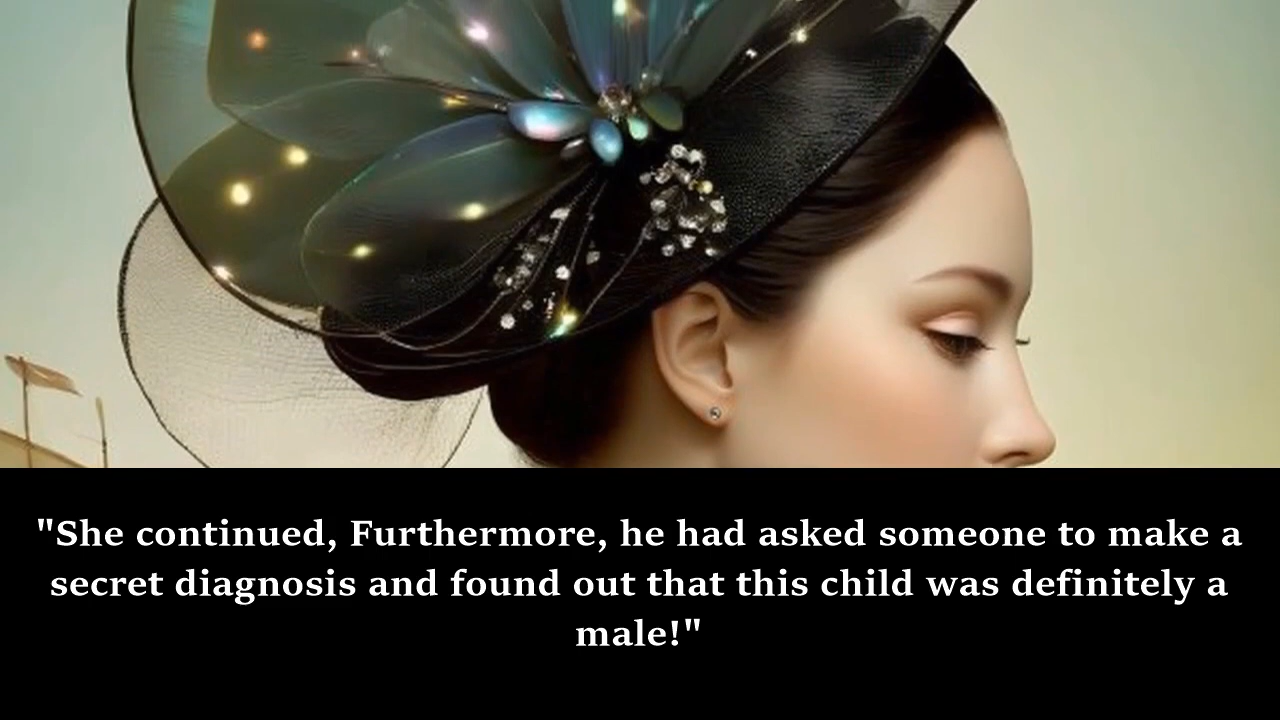 "She continued, Furthermore, he had asked someone to make a
secret diagnosis and found out that this child was definitely a
male!"